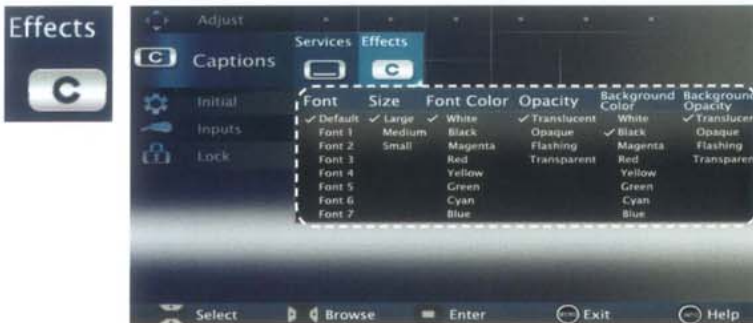 Effects
C
Adjust
Services Effects
C Captions
C
Initial
Inputs
Lock
Font Size Font Color Opacity Background Color Background Opacity
Default Large White Translucent White Translucen
Font 1 Medium Black Opaque Black Opaque
Font 2 Small Magenta Flashing Magenta Flashing
Font 3 Red Transparent Red Transparen
Font 4 Yellow Yellow
Font 5 Green Green
Font 6 Cyan Cyan
Font 7 Blue Blue
Select Browse Enter Exit Help